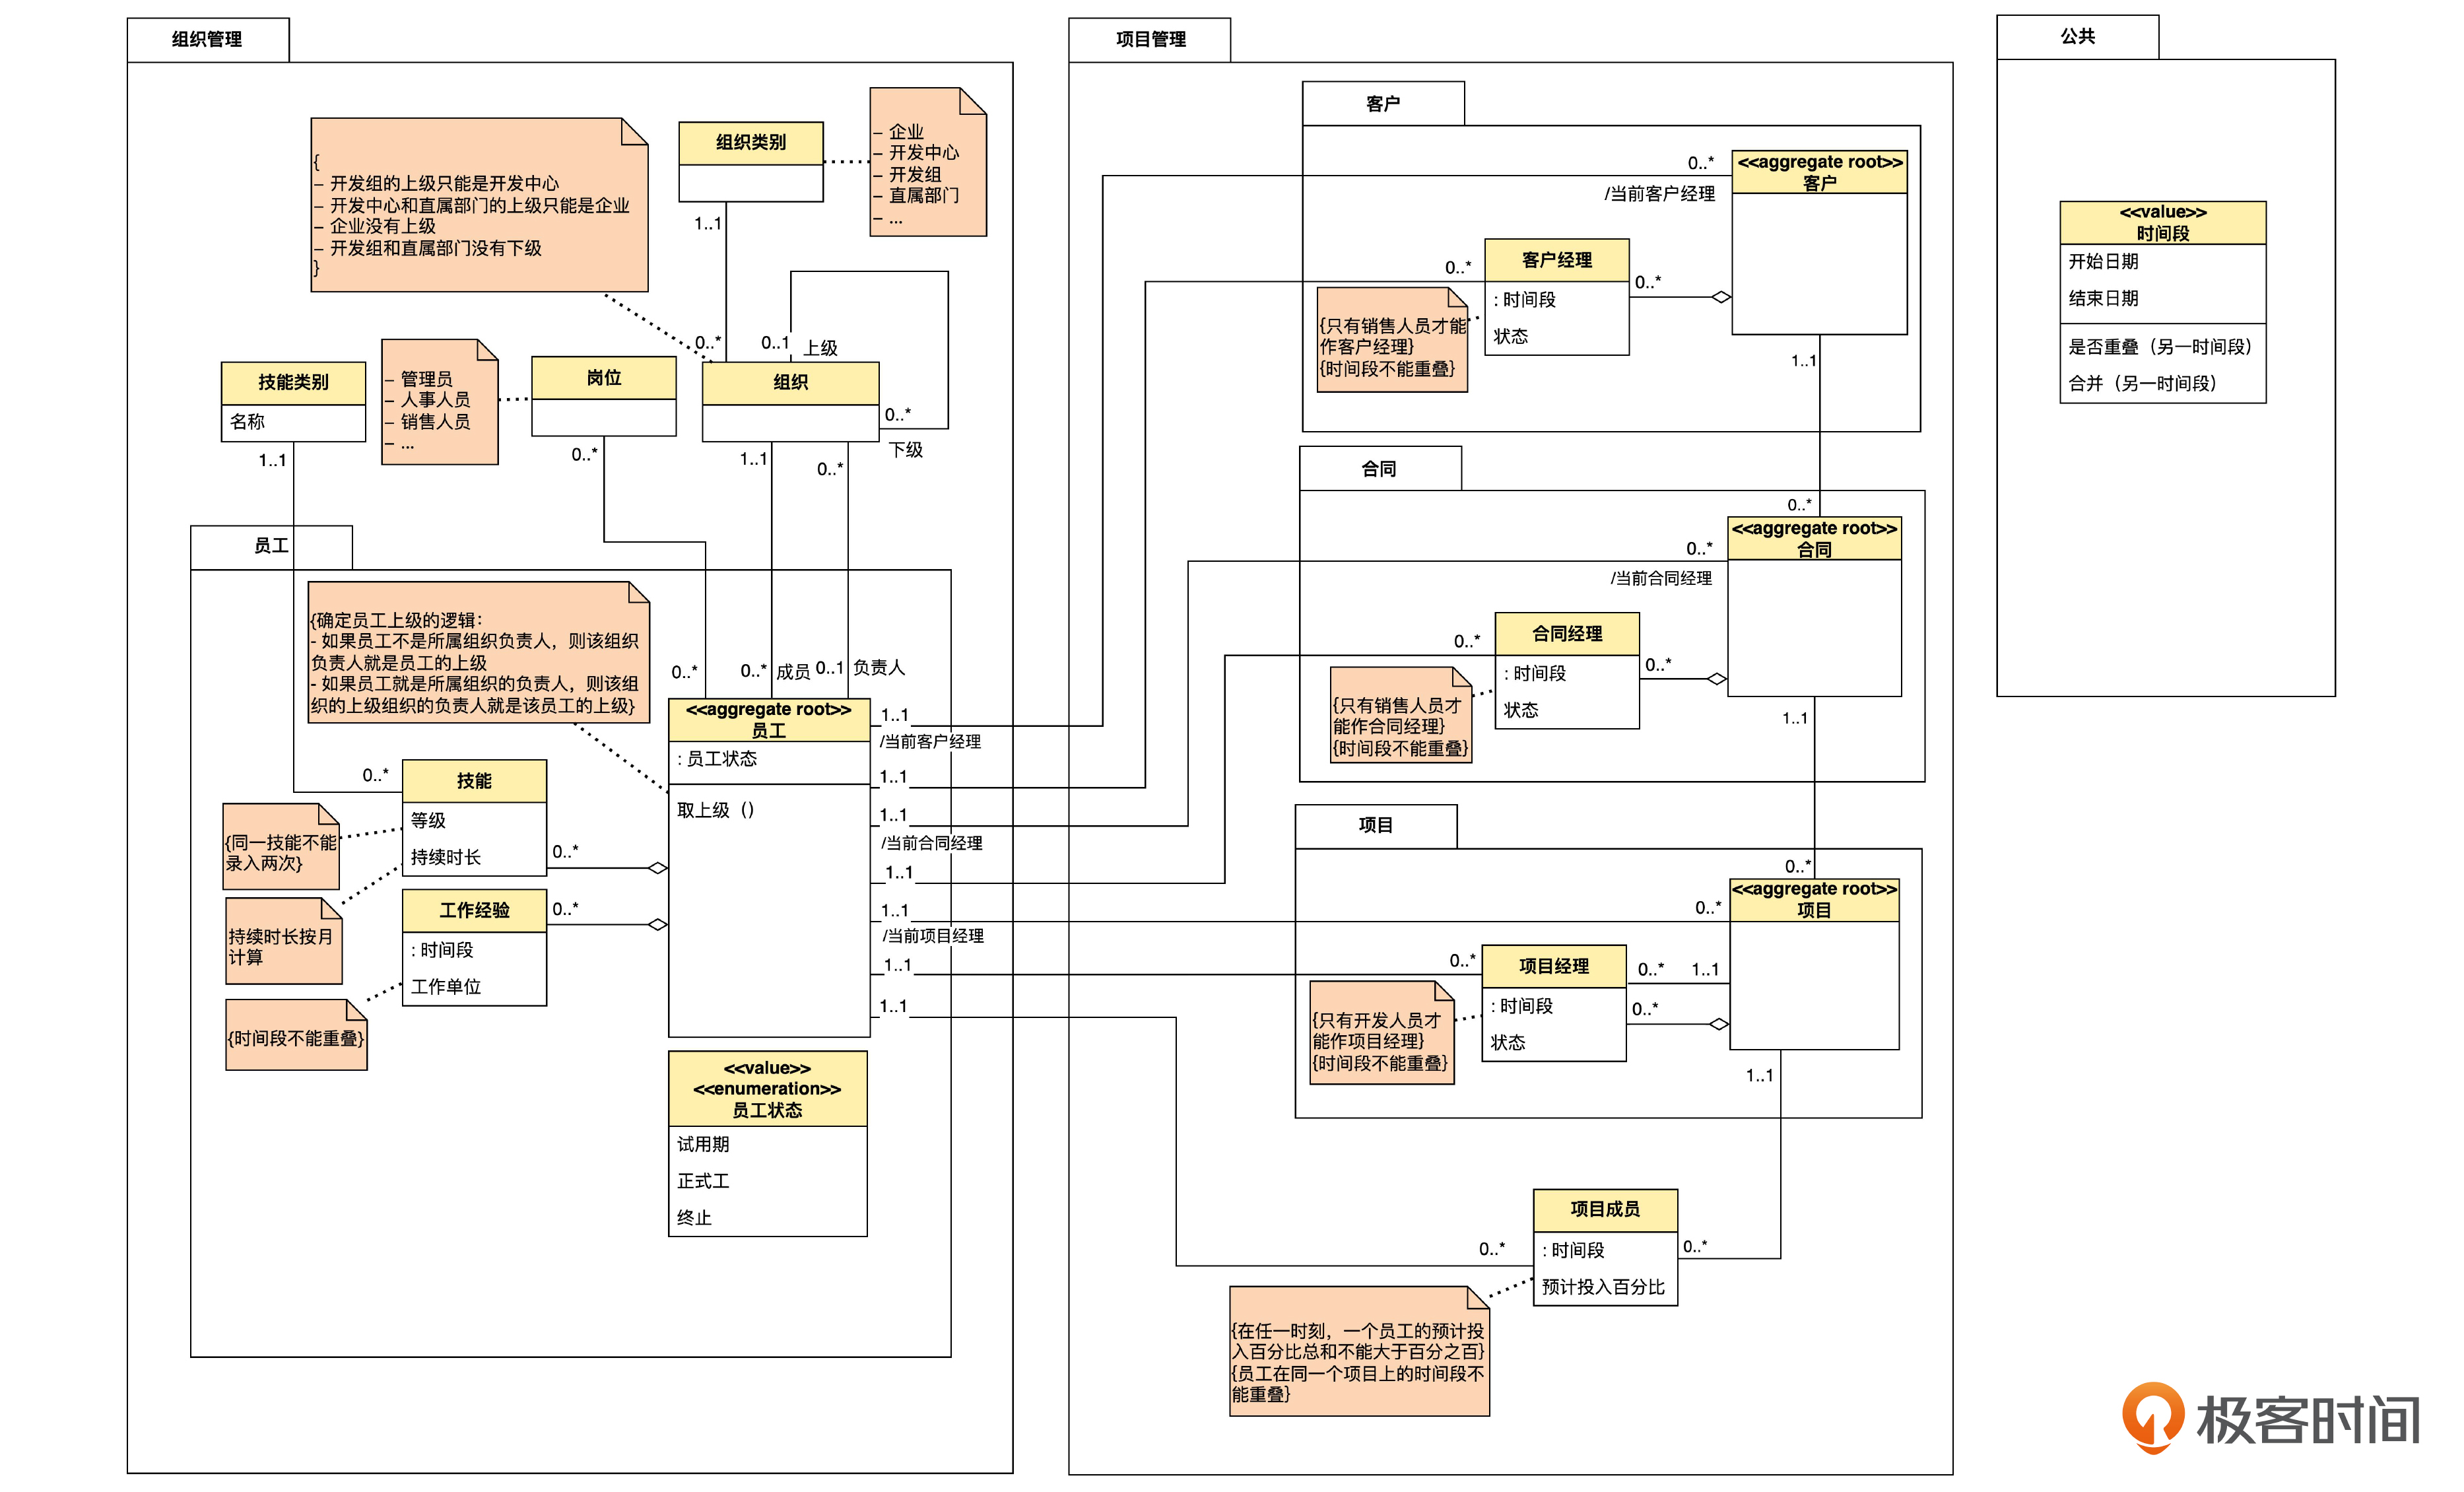 组织管理
{
– 开发组的上级只能是开发中心
– 开发中心和直属部门的上级只能是企业
– 企业没有上级
– 开发组和直属部门没有下级
}
组织类别
– 企业
– 开发中心
– 开发组
– 直属部门
– ...
1..1
0..*
0..1
上级
0..*
下级
技能类别
名称
1..1
– 管理员
– 人事人员
– 销售人员
– ...
岗位
0..*
组织
1..1
0..*
员工
{确定员工上级的逻辑：
- 如果员工不是所属组织负责人，则该组织
负责人就是员工的上级
- 如果员工就是所属组织的负责人，则该组
织的上级组织的负责人就是该员工的上级}
0..*
0..*
成员
0..1
负责人
<<aggregate root>>
员工
: 员工状态
取上级（）
0..*
技能
等级
持续时长
0..*
{同一技能不能
录入两次}
持续时长按月
计算
工作经验
: 时间段
工作单位
0..*
{时间段不能重叠}
<<value>>
<<enumeration>>
员工状态
试用期
正式工
终止
1..1
/当前客户经理
1..1
1..1
/当前合同经理
1..1
1..1
/当前项目经理
1..1
1..1
项目管理
客户
0..*
/当前客户经理
<<aggregate root>>
客户
0..*
客户经理
: 时间段
状态
0..*
{只有销售人员才能
作客户经理}
{时间段不能重叠}
1..1
合同
0..*
<<aggregate root>>
合同
0..*
/当前合同经理
0..*
合同经理
: 时间段
状态
0..*
{只有销售人员才
能作合同经理}
{时间段不能重叠}
1..1
项目
0..*
<<aggregate root>>
项目
0..*
0..*
项目经理
: 时间段
状态
0..*
1..1
0..*
{只有开发人员才
能作项目经理}
{时间段不能重叠}
1..1
项目成员
: 时间段
预计投入百分比
0..*
0..*
{在任一时刻，一个员工的预计投
入百分比总和不能大于百分之百}
{员工在同一个项目上的时间段不
能重叠}
公共
<<value>>
时间段
开始日期
结束日期
是否重叠（另一时间段）
合并（另一时间段）
极客时间